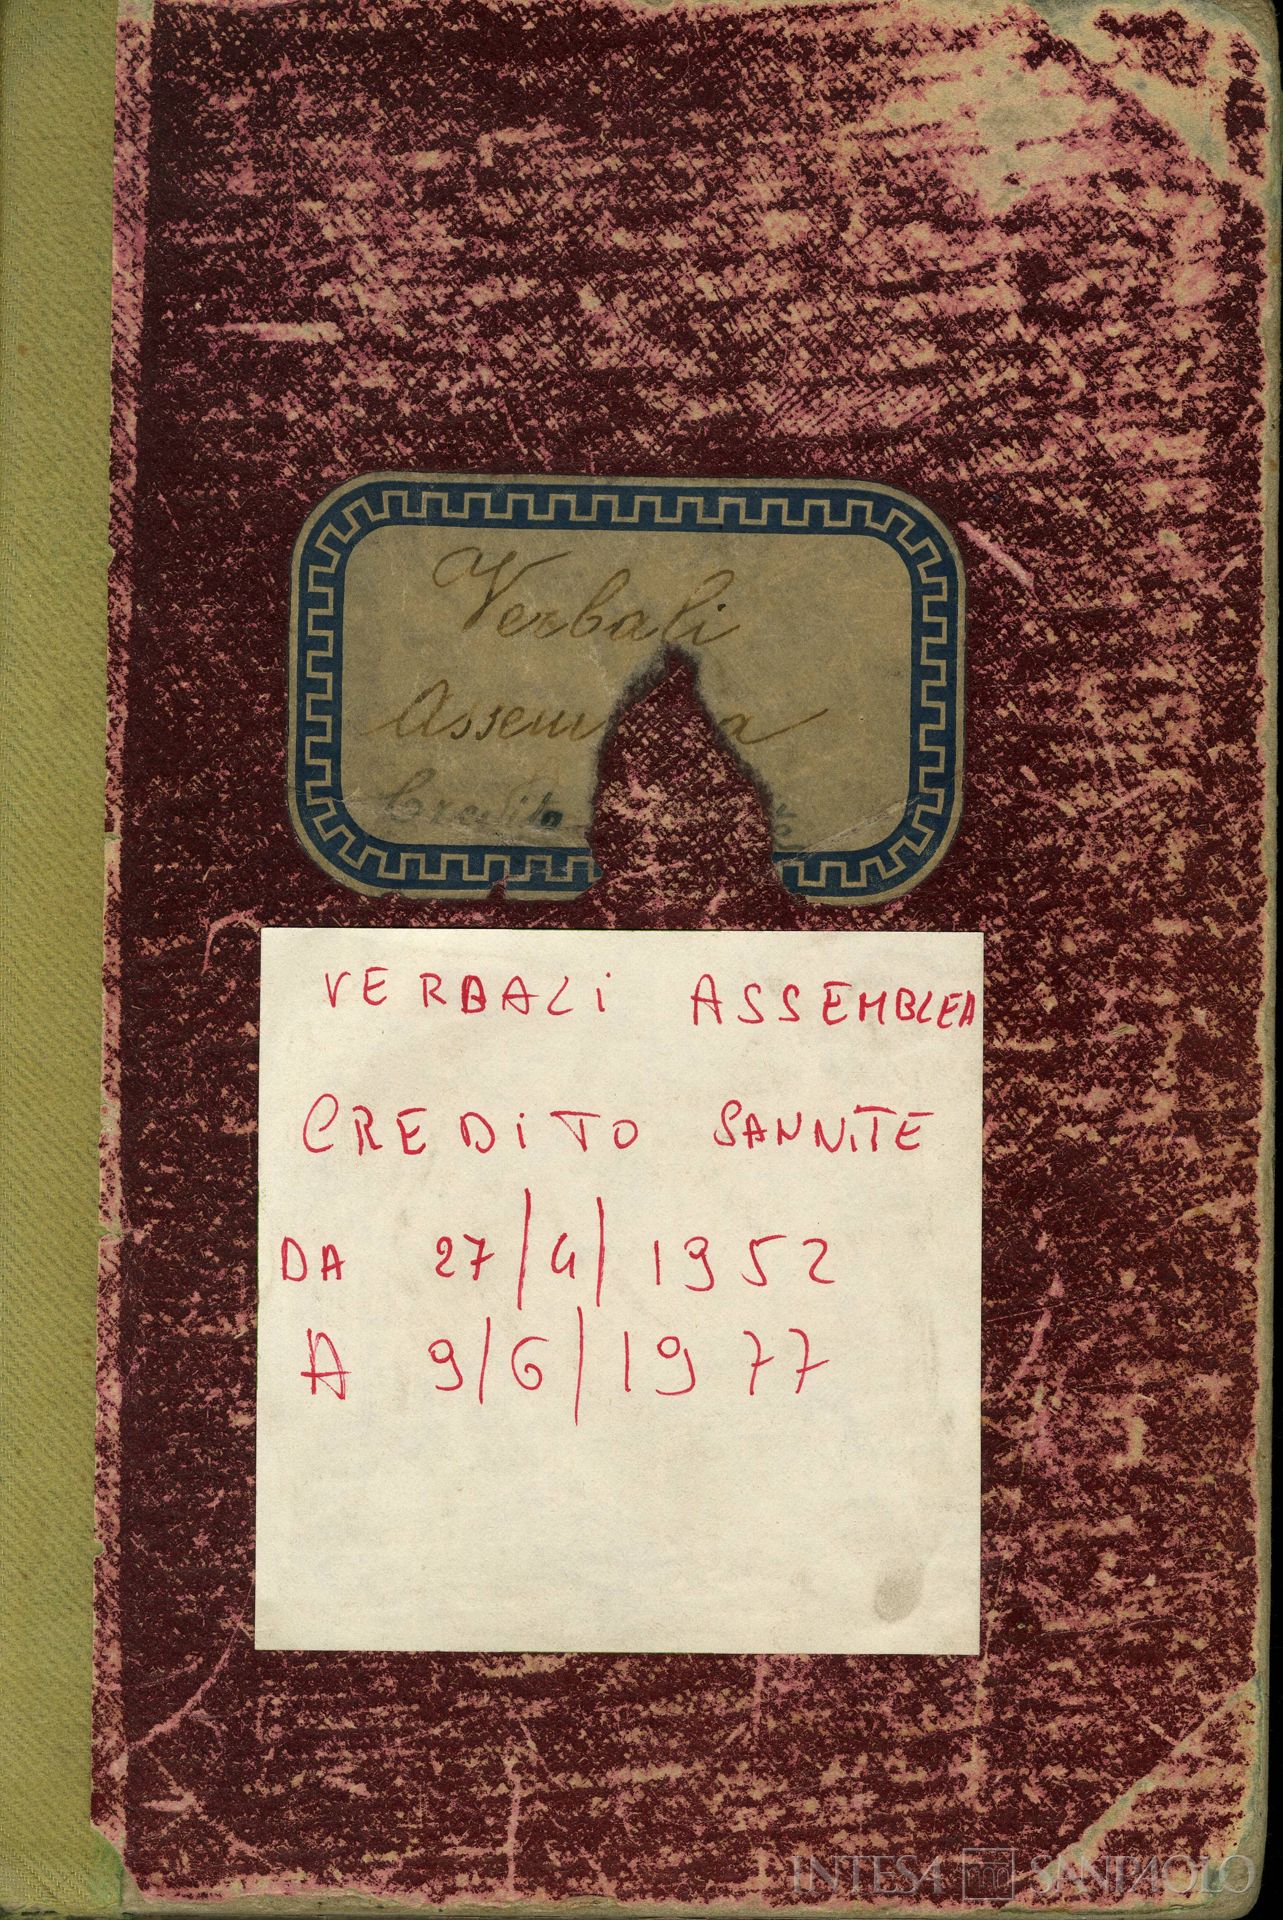 Verbali
Credito
VERBALI ASSEMBLEA
CREDITO SANNITE
DA 27/4/1952
A 9/6/1977
INTESA SANPAOLO